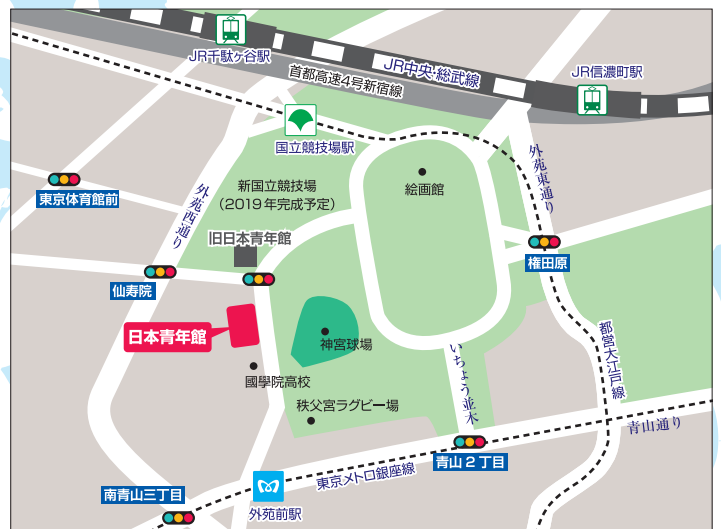 JR千駄ヶ谷駅
JR中央・総武線
JR信濃町駅
首都高速4号新宿線
国立競技場駅
外苑東通り
東京体育館前
外苑西通り
新国立競技場
（2019年完成予定）
絵画館
旧日本青年館
権田原
仙寿院
日本青年館
神宮球場
いちょう並木
都営大江戸線
國學院高校
秩父宮ラグビー場
青山通り
青山2丁目
東京メトロ銀座線
南青山三丁目
外苑前駅